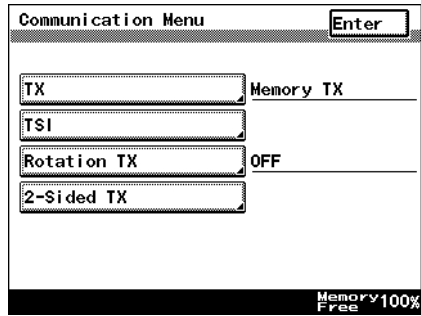 Communication Menu
Enter
TX
Memory TX
TSI
Rotation TX
OFF
2-Sided TX
Memory
Free
100%